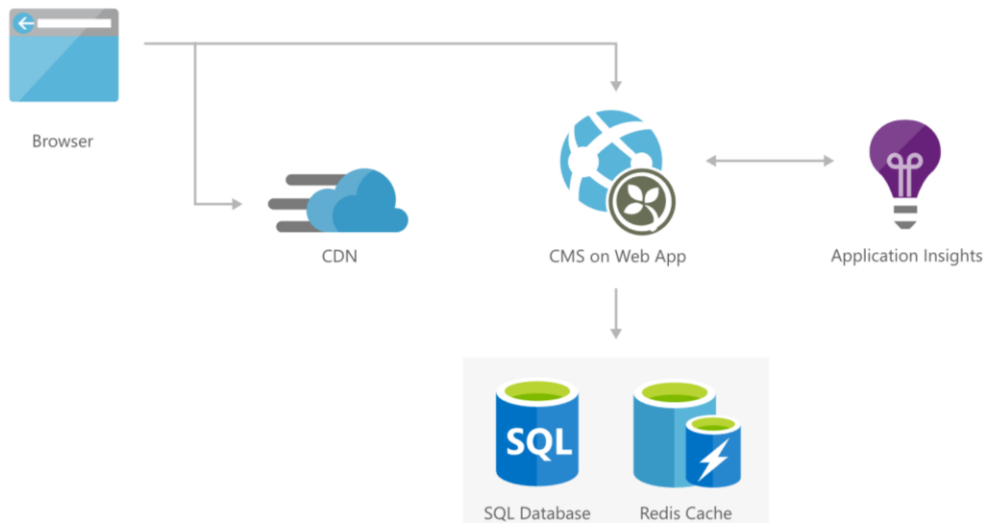 Browser
CDN
CMS on Web App
Application Insights
SQL
SQL Database
Redis Cache